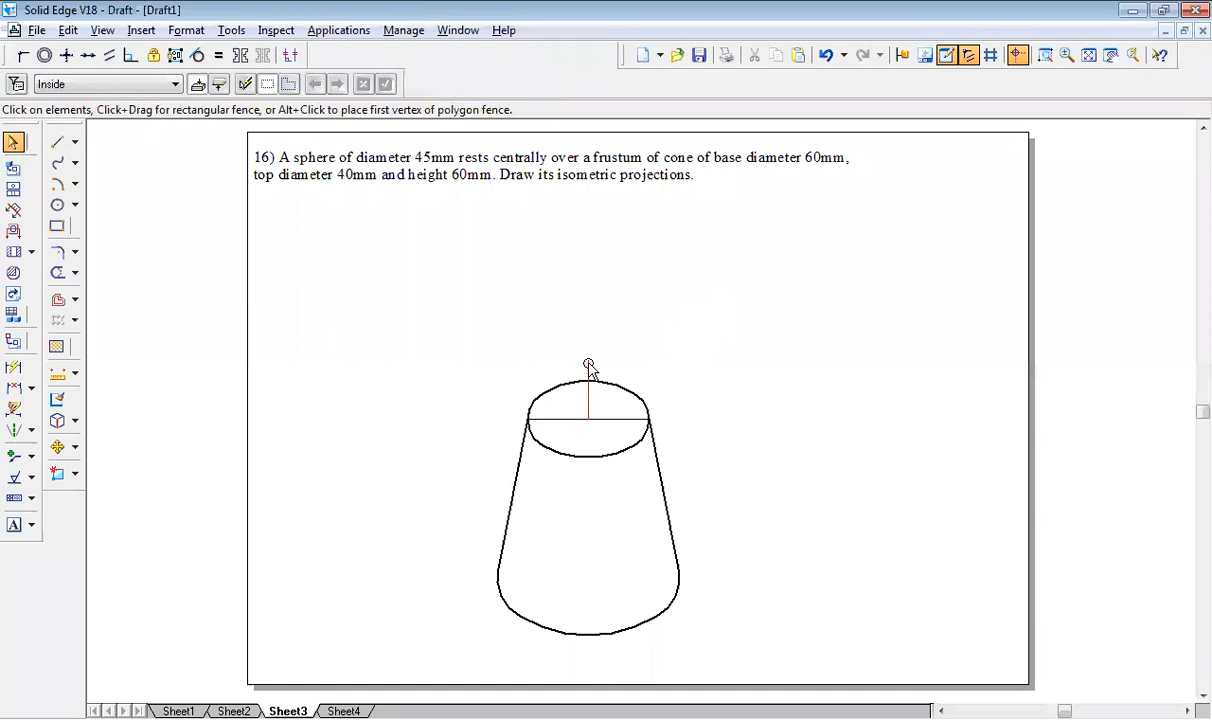 Solid Edge V18 - Draft - [Draft1]
File Edit View Insert Format Tools Inspect Applications Manage Window Help
Inside
Click on elements, Click+Drag for rectangular fence, or Alt+Click to place first vertex of polygon fence.
16) A sphere of diameter 45mm rests centrally over a frustum of cone of base diameter 60mm,
top diameter 40mm and height 60mm. Draw its isometric projections.
A
Sheet1 Sheet2 Sheet3 Sheet4